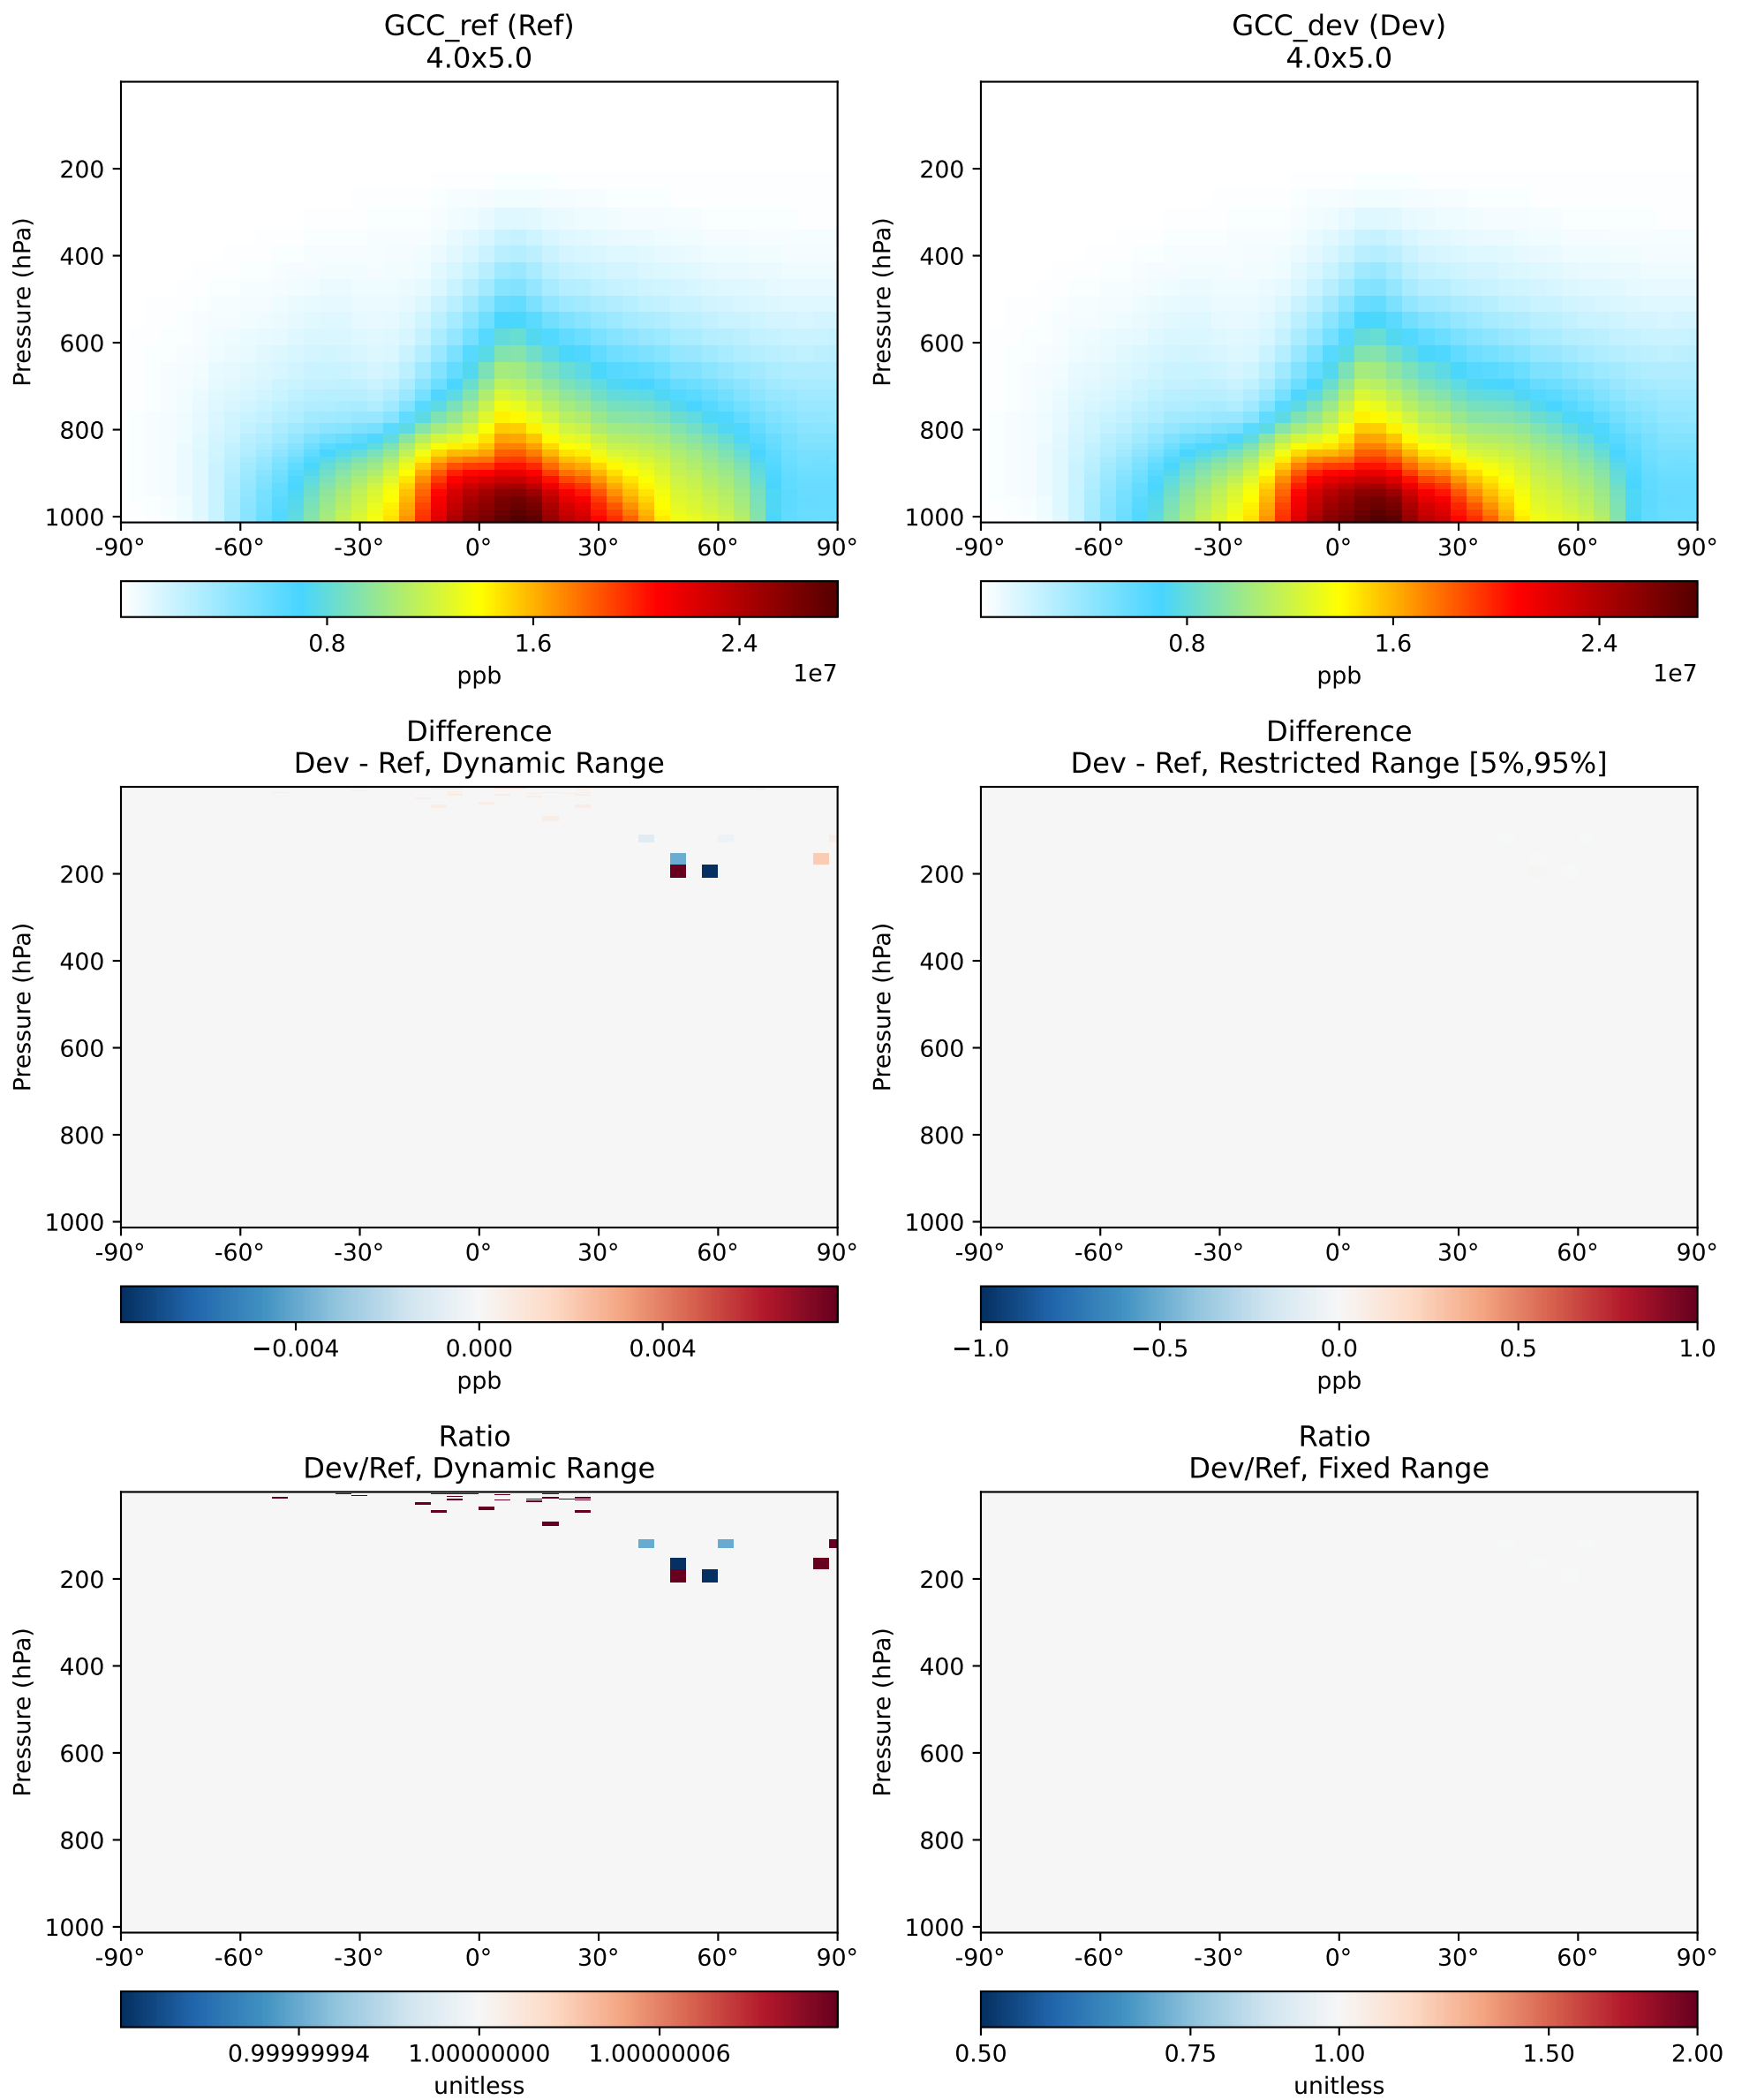 GCC_ref (Ref)
4.0x5.0
Pressure (hPa)
200
400
600
800
1000
-90° -60° -30° 0° 30° 60° 90°
0.8 1.6 2.4
ppb
1e7
GCC_dev (Dev)
4.0x5.0
Pressure (hPa)
200
400
600
800
1000
-90° -60° -30° 0° 30° 60° 90°
0.8 1.6 2.4
ppb
1e7
Difference
Dev - Ref, Dynamic Range
Pressure (hPa)
200
400
600
800
1000
-90° -60° -30° 0° 30° 60° 90°
−0.004 0.000 0.004
ppb
Difference
Dev - Ref, Restricted Range [5%,95%]
Pressure (hPa)
200
400
600
800
1000
-90° -60° -30° 0° 30° 60° 90°
−1.0 −0.5 0.0 0.5 1.0
ppb
Ratio
Dev/Ref, Dynamic Range
Pressure (hPa)
200
400
600
800
1000
-90° -60° -30° 0° 30° 60° 90°
0.99999994 1.00000000 1.00000006
unitless
Ratio
Dev/Ref, Fixed Range
Pressure (hPa)
200
400
600
800
1000
-90° -60° -30° 0° 30° 60° 90°
0.50 0.75 1.00 1.50 2.00
unitless